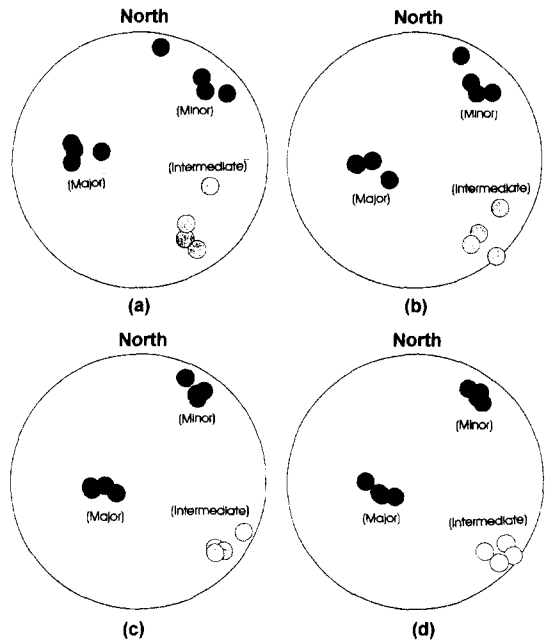 North
(Minor)
(Intermediate)
(Major)
(a)
North
(Minor)
(Intermediate)
(Major)
(b)
North
(Minor)
(Intermediate)
(Major)
(c)
North
(Minor)
(Intermediate)
(Major)
(d)